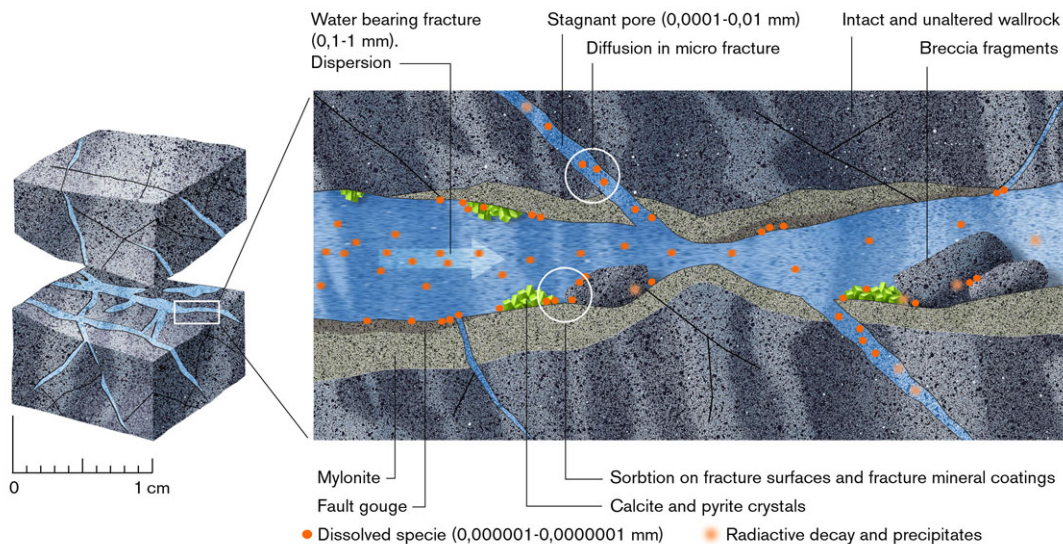 Water bearing fracture
(0,1-1 mm).
Dispersion
Stagnant pore (0,0001-0,01 mm)
Diffusion in micro fracture
Intact and unaltered wallrock
Breccia fragments
0
1 cm
Mylonite
Fault gouge
Sorbtion on fracture surfaces and fracture mineral coatings
Calcite and pyrite crystals
Dissolved specie (0,000001-0,0000001 mm)
Radiactive decay and precipitates